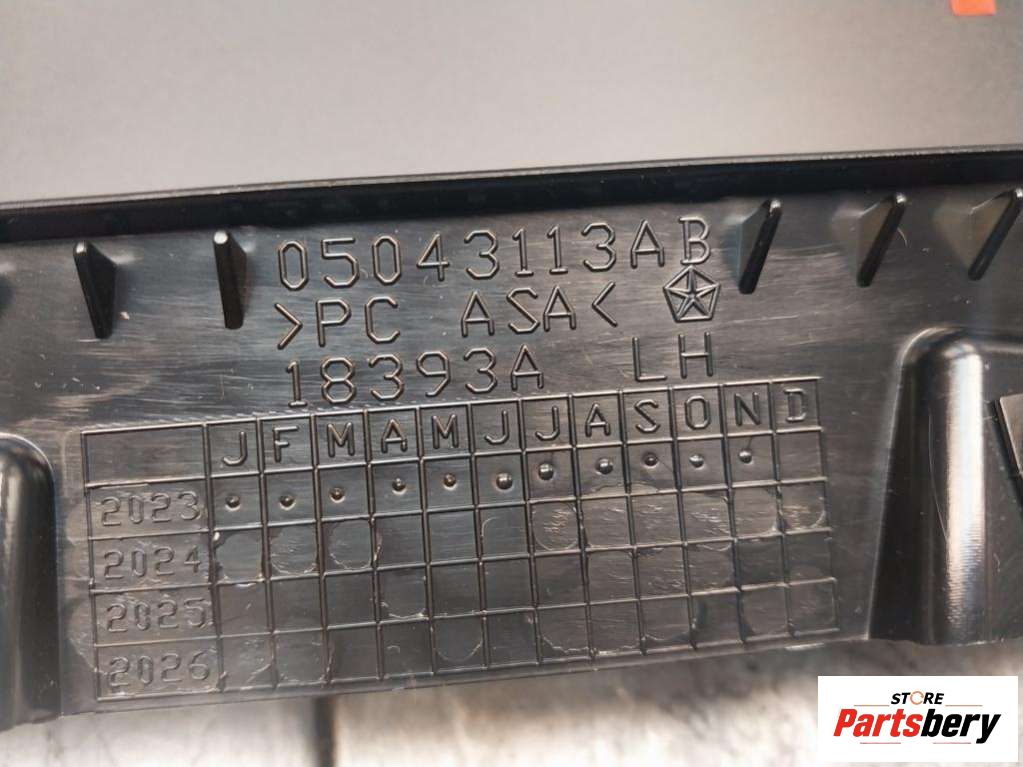 05043113AB
>PC ASA<
18393A LH
J F M A M J J A S O N D
2023
2024
2025
2026
STORE
Partsbery